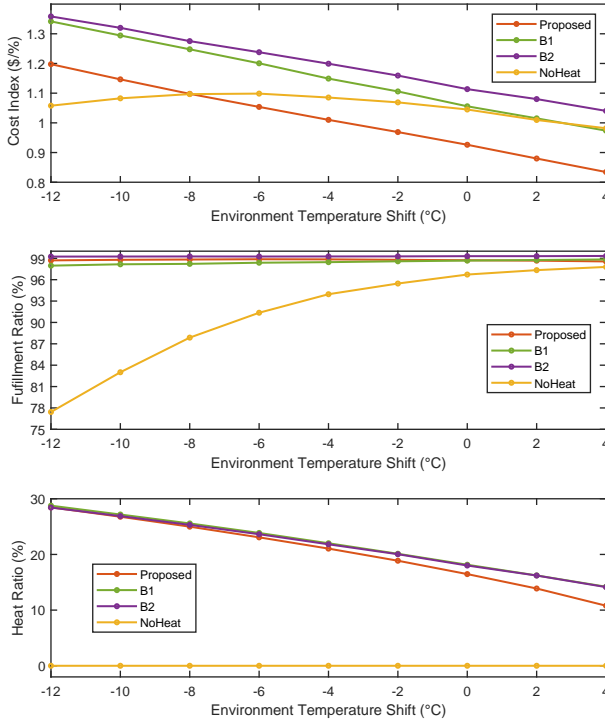 Cost Index ($/%)
1.3
1.2
1.1
1
0.9
0.8
Proposed
B1
B2
NoHeat
-12 -10 -8 -6 -4 -2 0 2 4
Environment Temperature Shift (°C)
Fufillment Ratio (%)
99
96
93
90
87
84
81
78
75
Proposed
B1
B2
NoHeat
-12 -10 -8 -6 -4 -2 0 2 4
Environment Temperature Shift (°C)
Heat Ratio (%)
30
20
10
0
Proposed
B1
B2
NoHeat
-12 -10 -8 -6 -4 -2 0 2 4
Environment Temperature Shift (°C)